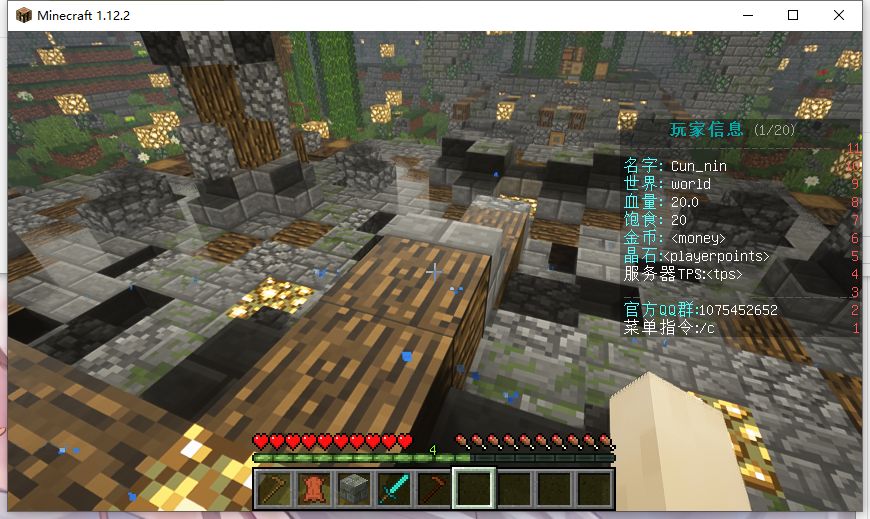 Minecraft 1.12.2
玩家信息 (1/20)
11
名字: Cun_nin
10
世界: world
9
血量: 20.0
8
饱食: 20
7
金币: <money>
6
晶石:<playerpoints>
5
服务器TPS:<tps>
4
3
官方QQ群:1075452652
2
菜单指令:/c
1
4